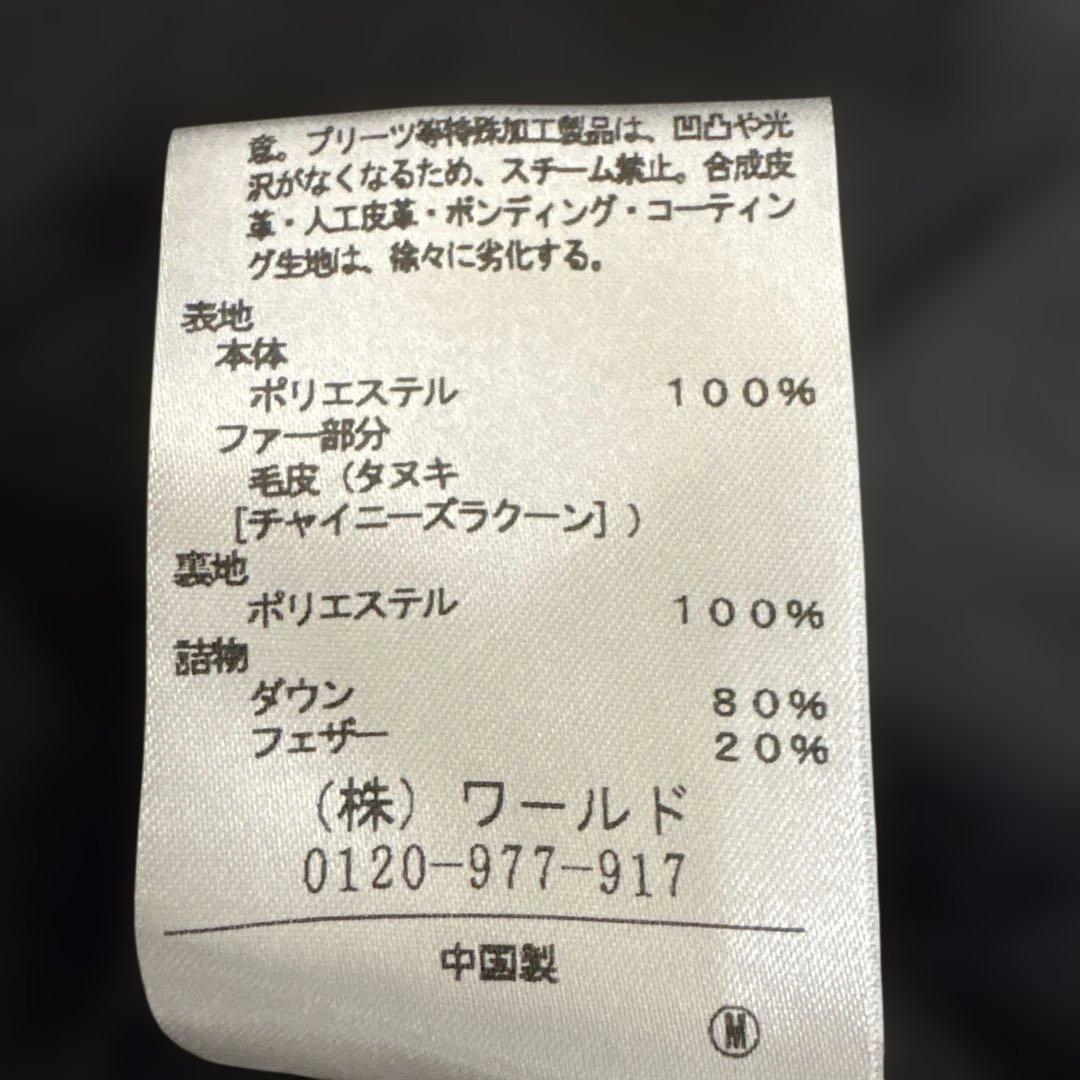 意。プリーツ等特殊加工製品は、凹凸や光
沢がなくなるため、スチーム禁止。合成皮
革・人工皮革・ボンディング・コーティン
グ生地は、徐々に劣化する。
表地
本体
ポリエステル 100%
ファー部分
毛皮（タヌキ
[チャイニーズラクーン]）
裏地
ポリエステル 100%
詰物
ダウン 80%
フェザー 20%
（株）ワールド
0120-977-917
中国製
Ⓜ